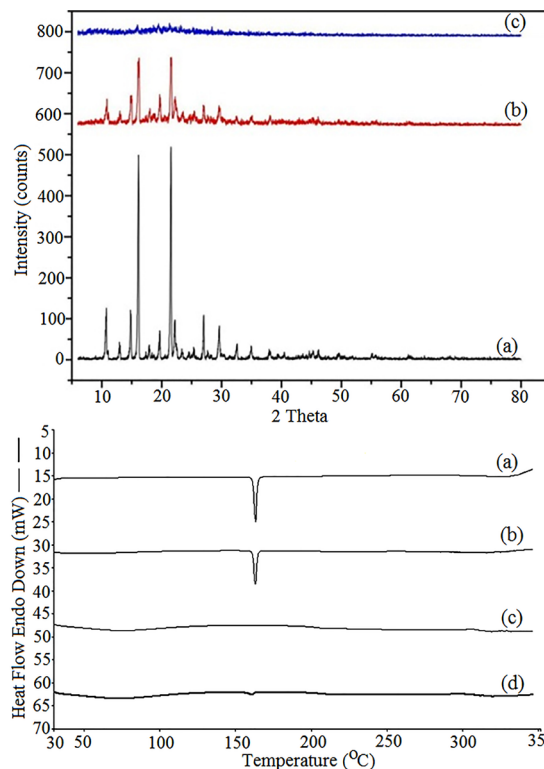 (c)
800
700
(b)
600
500
Intensity (counts)
400
300
200
100
(a)
0
10 20 30 40 50 60 70 80
2 Theta
5
10
(a)
15
20
25
30
(b)
35
40
45
(c)
50
55
60
(d)
65
70
Heat Flow Endo Down (mW)
30 50 100 150 200 250 300 35
Temperature (oC)